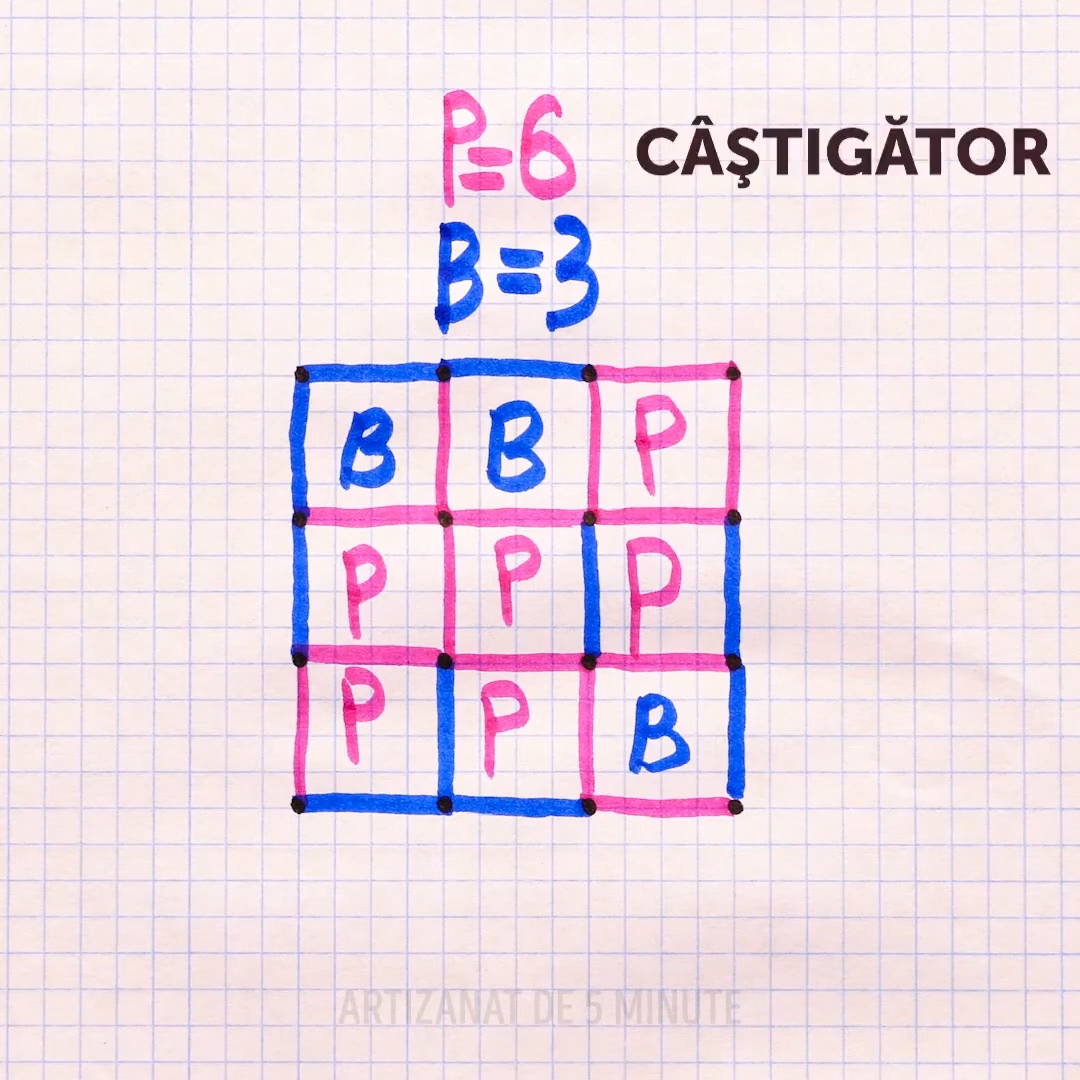 P=6
CÂŞTIGĂTOR
B=3
B B P
P P P
P P B
ARTIZANAT DE 5 MINUTE